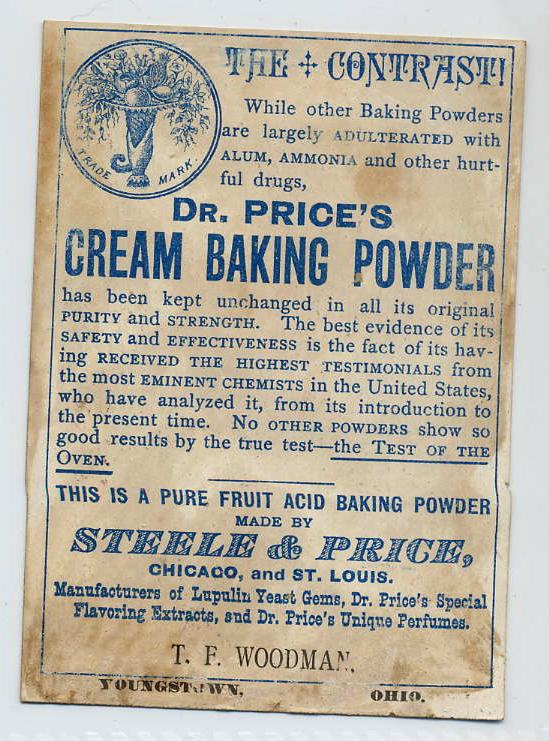 TRADE MARK.
THE + CONTRAST!
While other Baking Powders
are largely ADULTERATED with
ALUM, AMMONIA and other hurt-
ful drugs,
DR. PRICE'S
CREAM BAKING POWDER
has been kept unchanged in all its original
PURITY and STRENGTH. The best evidence of its
SAFETY and EFFECTIVENESS is the fact of its hav-
ing RECEIVED THE HIGHEST TESTIMONIALS from
the most EMINENT CHEMISTS in the United States,
who have analyzed it, from its introduction to
the present time. NO OTHER POWDERS show so
good results by the true test—the TEST OF THE
OVEN.
THIS IS A PURE FRUIT ACID BAKING POWDER
MADE BY
STEELE & PRICE,
CHICAGO, and ST. LOUIS.
Manufacturers of Lupulin Yeast Gems, Dr. Price's Special
Flavoring Extracts, and Dr. Price's Unique Perfumes.
T. F. WOODMAN,
YOUNGSTOWN, OHIO.